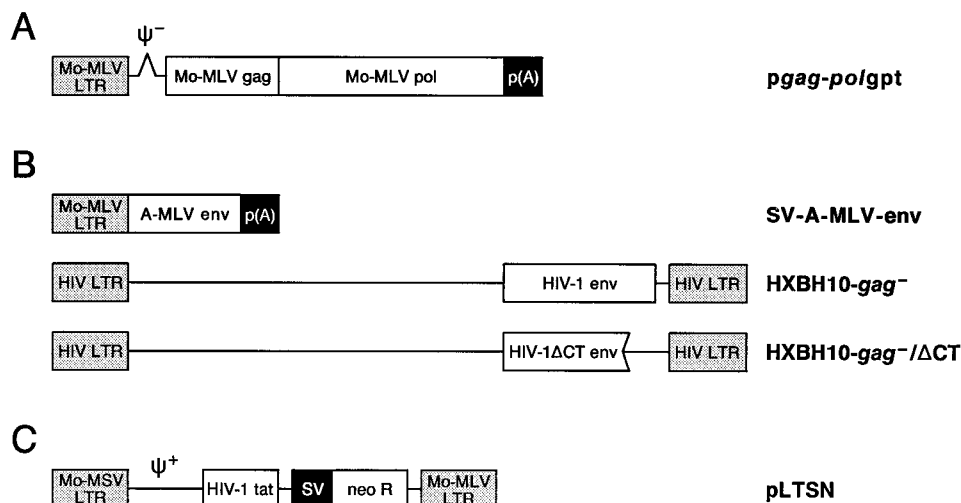 A
ψ⁻
Mo-MLV
LTR
Mo-MLV gag
Mo-MLV pol
p(A)
pgag-pol/gpt
B
Mo-MLV
LTR
A-MLV env
p(A)
SV-A-MLV-env
HIV LTR
HIV-1 env
HIV LTR
HXBH10-gag⁻
HIV LTR
HIV-1ΔCT env
HIV LTR
HXBH10-gag⁻/ΔCT
C
ψ⁺
Mo-MSV
LTR
HIV-1 tat
SV
neo R
Mo-MLV
LTR
pLTSN